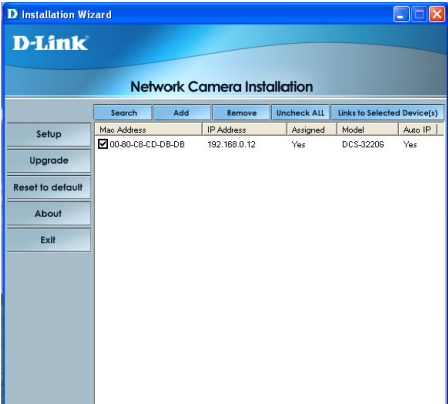 D Installation Wizard
D-Link
Network Camera Installation
Search Add Remove Uncheck ALL Links to Selected Device(s)
Setup
Mac Address IP Address Assigned Model Auto IP
00-80-C8-CD-DB-DB 192.168.0.12 Yes DCS-3220G Yes
Upgrade
Reset to default
About
Exit